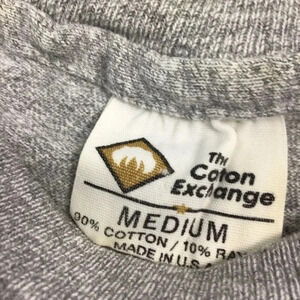 The
Cotton
Exchange
MEDIUM
90% COTTON / 10% RAY
MADE IN U.S.A